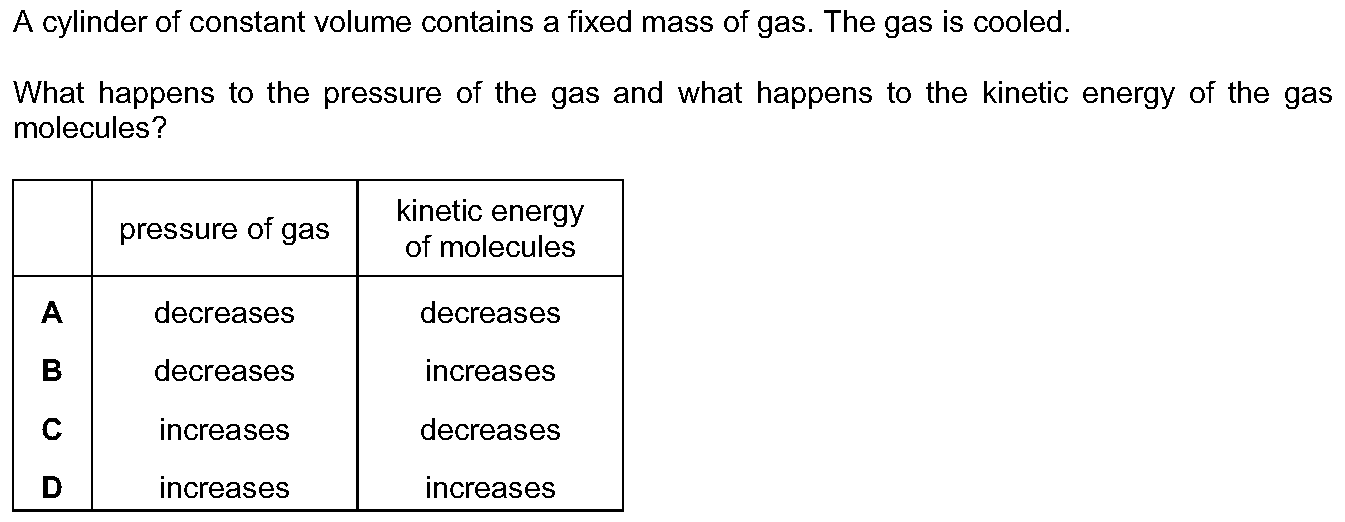 A cylinder of constant volume contains a fixed mass of gas. The gas is cooled.
What happens to the pressure of the gas and what happens to the kinetic energy of the gas
molecules?
pressure of gas
kinetic energy
of molecules
A decreases decreases
B decreases increases
C increases decreases
D increases increases